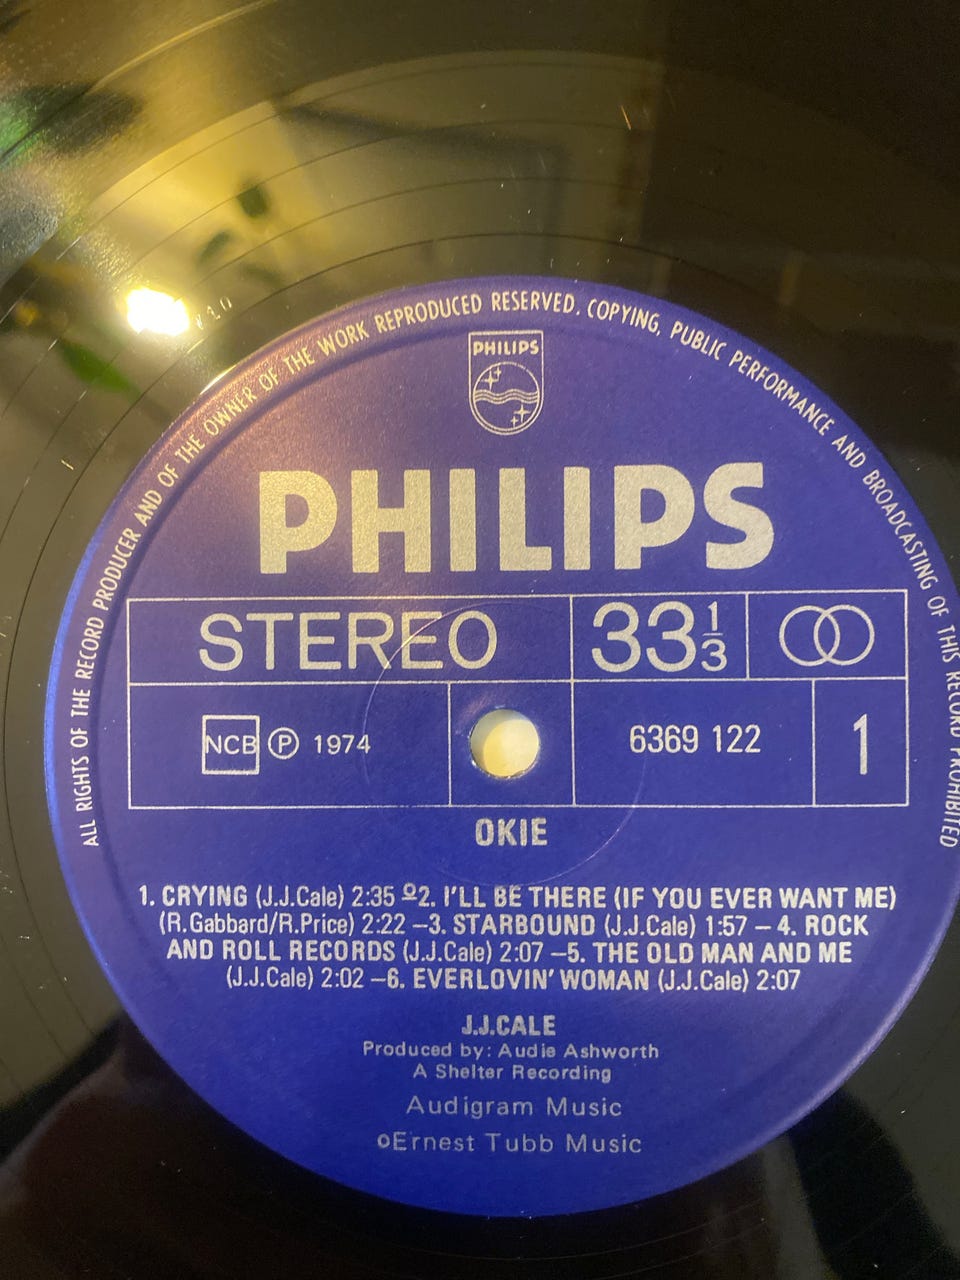 ALL RIGHTS OF THE RECORD PRODUCER AND OF THE OWNER OF THE WORK REPRODUCED RESERVED. COPYING, PUBLIC PERFORMANCE AND BROADCASTING OF THIS RECORD PROHIBITED
PHILIPS
PHILIPS
STEREO 33 1/3
NCB ℗ 1974 6369 122 1
OKIE
1. CRYING (J.J.Cale) 2:35 º2. I'LL BE THERE (IF YOU EVER WANT ME)
(R.Gabbard/R.Price) 2:22 —3. STARBOUND (J.J.Cale) 1:57 — 4. ROCK
AND ROLL RECORDS (J.J.Cale) 2:07 —5. THE OLD MAN AND ME
(J.J.Cale) 2:02 —6. EVERLOVIN' WOMAN (J.J.Cale) 2:07
J.J.CALE
Produced by: Audie Ashworth
A Shelter Recording
Audigram Music
oErnest Tubb Music